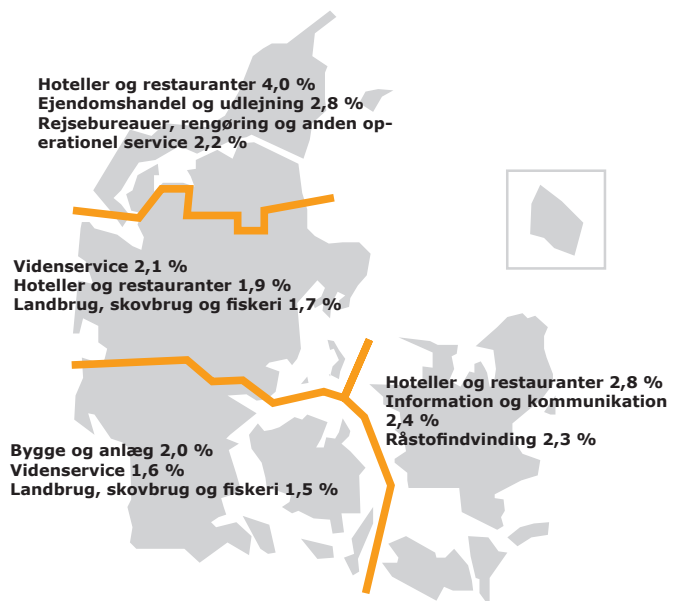 Hoteller og restauranter 4,0 %
Ejendomshandel og udlejning 2,8 %
Rejsebureauer, rengøring og anden op-
erationel service 2,2 %
Videnservice 2,1 %
Hoteller og restauranter 1,9 %
Landbrug, skovbrug og fiskeri 1,7 %
Hoteller og restauranter 2,8 %
Information og kommunikation
2,4 %
Råstofindvinding 2,3 %
Bygge og anlæg 2,0 %
Videnservice 1,6 %
Landbrug, skovbrug og fiskeri 1,5 %